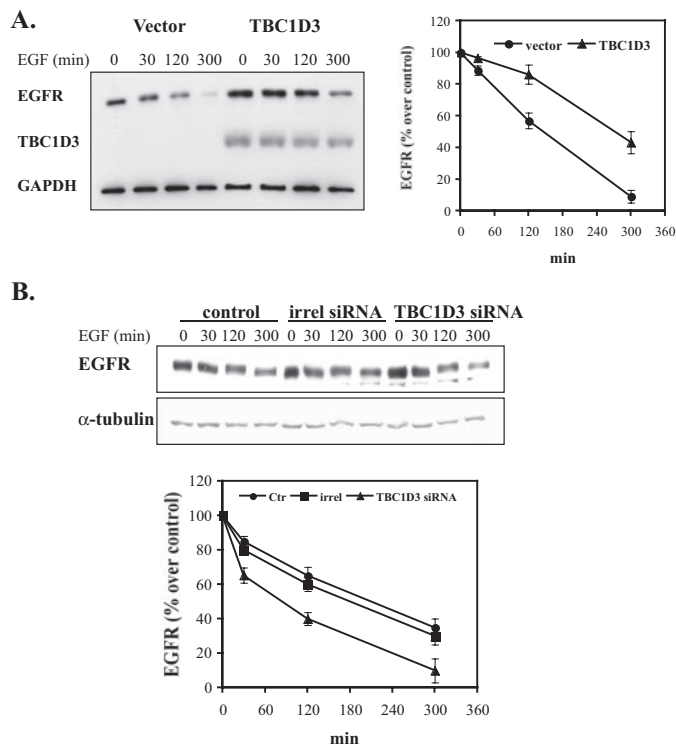 A.
Vector TBC1D3
EGF (min) 0 30 120 300 0 30 120 300
EGFR
TBC1D3
GAPDH
120
100
80
60
40
20
0
EGFR (% over control)
vector TBC1D3
0 60 120 180 240 300 360
min
B.
control irrel siRNA TBC1D3 siRNA
EGF (min) 0 30 120 300 0 30 120 300 0 30 120 300
EGFR
α-tubulin
120
100
80
60
40
20
0
EGFR (% over control)
Ctr irrel TBC1D3 siRNA
0 60 120 180 240 300 360
min